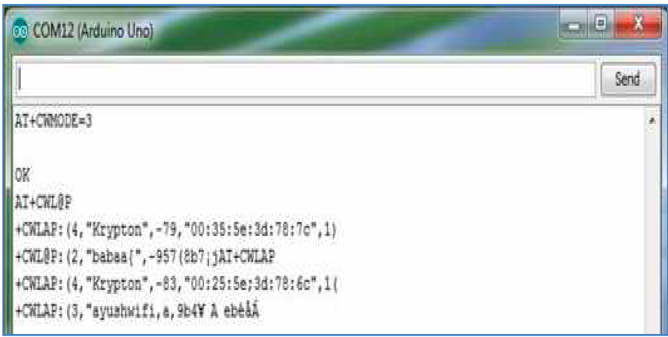 COM12 (Arduino Uno)
Send
AT+CWMODE=3
OK
AT+CWL@P
+CWLAP:(4,"Krypton",-79,"00:35:5e:3d:78:7c",1)
+CWL@P:(2,"babaa{",-957(8b7;jAT+CWLAP
+CWLAP:(4,"Krypton",-83,"00:25:5e;3d:78:6c",1(
+CWLAP:(3,"ayushwifi,a,9b4¥ A ebèåÁ